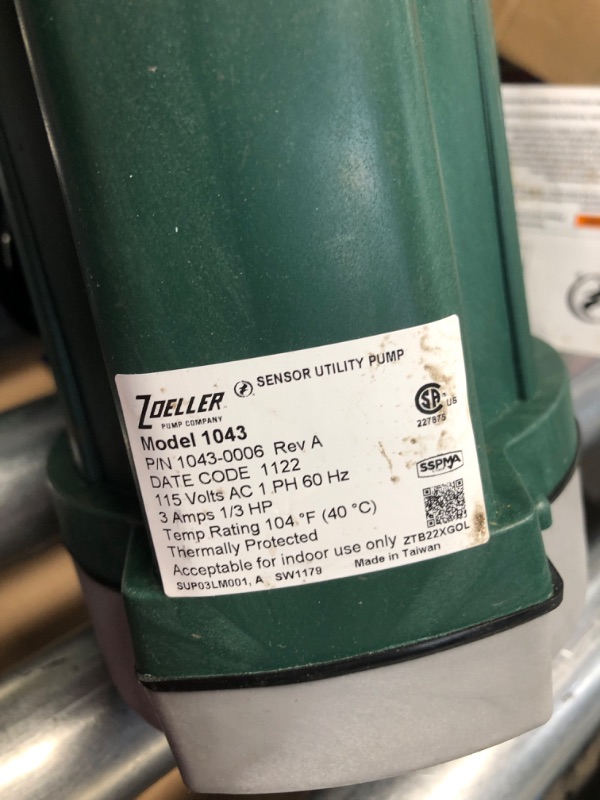 SENSOR UTILITY PUMP
ZOELLER
PUMP COMPANY
Model 1043
P/N 1043-0006 Rev A
DATE CODE 1122
115 Volts AC 1 PH 60 Hz
3 Amps 1/3 HP
Temp Rating 104 °F (40 °C)
Thermally Protected
Acceptable for indoor use only
SUP03LM001, A SW1179
Made in Taiwan
SA US
227875
SSPMA
ZTB22XGOL